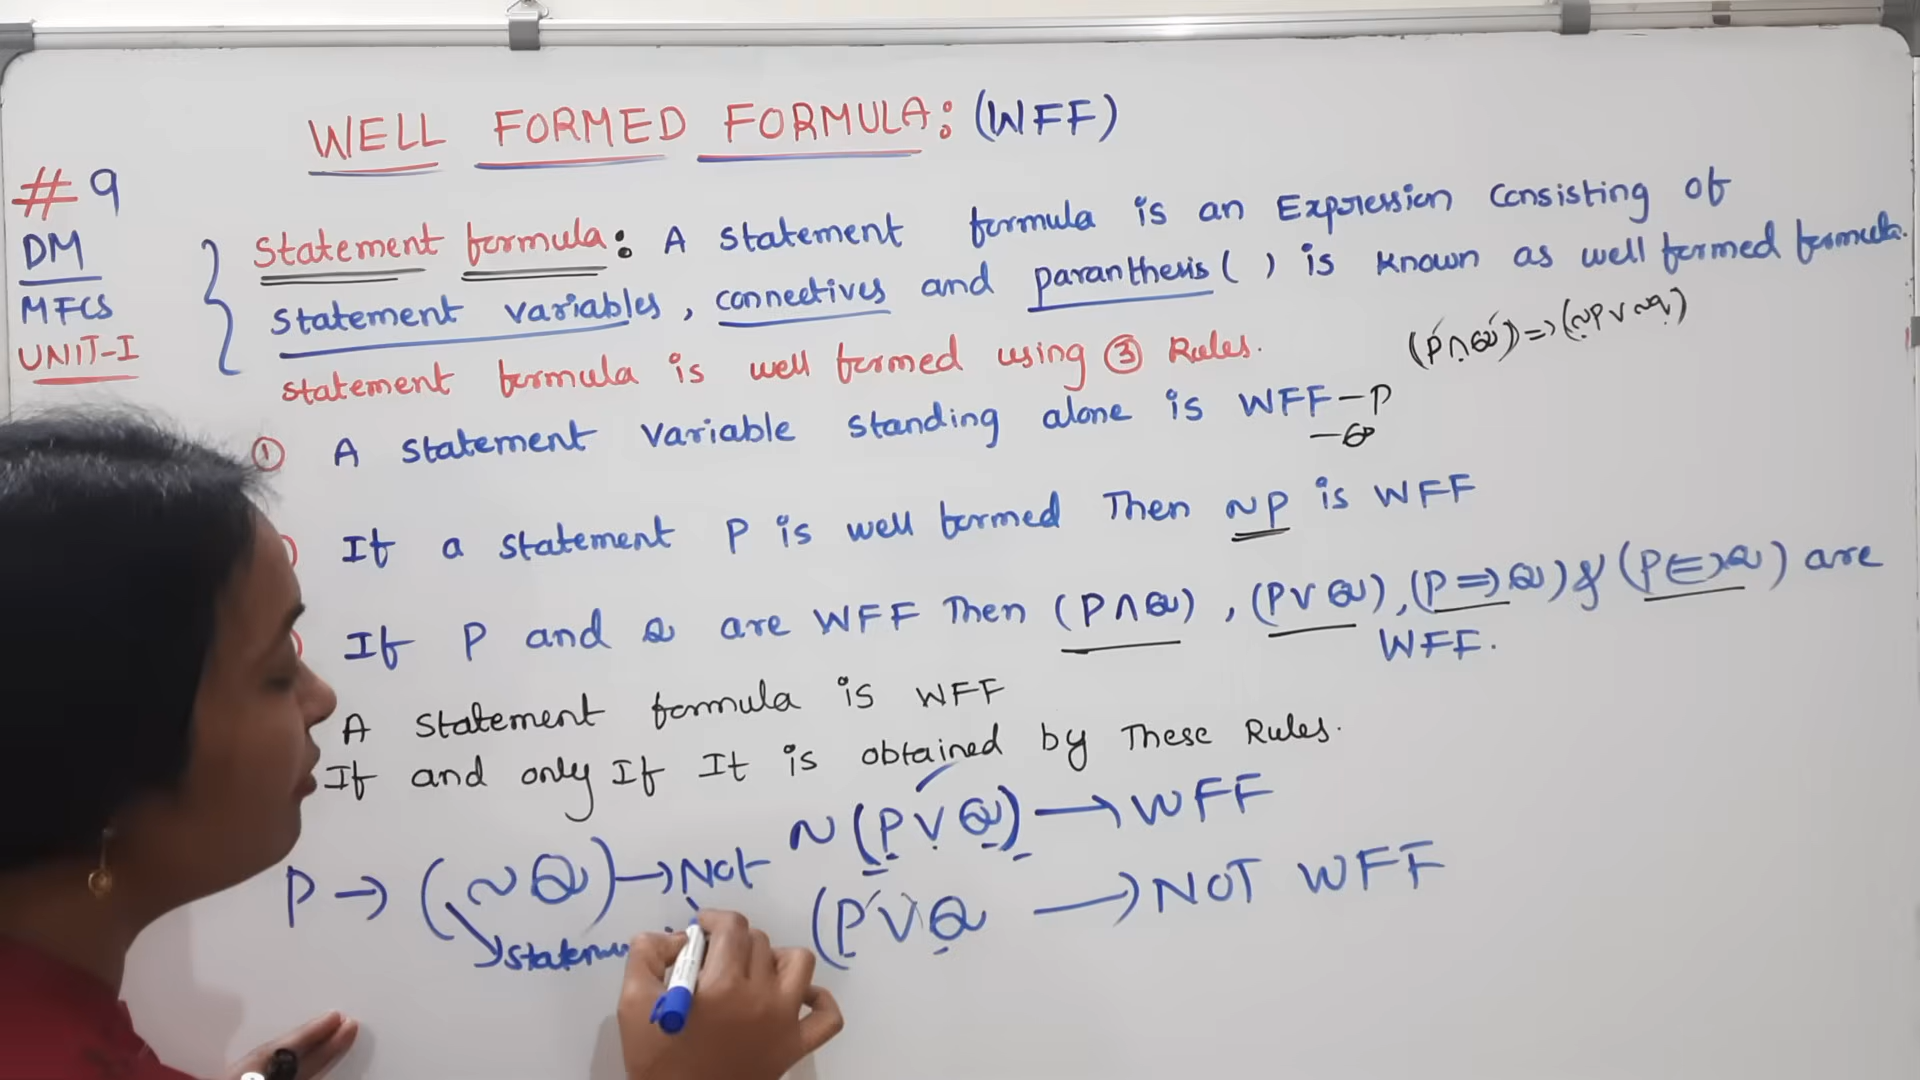 WELL FORMED FORMULA: (WFF)
#9
DM
MFCS
UNIT-I
Statement formula: A statement formula is an Expression consisting of
statement variables, connectives and paranthesis ( ) is known as well formed formula.
(P∧Q) => (~P∨~q)
statement formula is well formed using ③ Rules.
① A statement variable standing alone is WFF – P
– Q
If a statement P is well formed Then ~P is WFF
If P and Q are WFF Then (P∧Q), (P∨Q), (P=>Q) & (P<=>Q) are
WFF.
A statement formula is WFF
If and only If It is obtained by These Rules.
~(P∨Q) → WFF
P → (~Q) → Not
(P∨Q → NOT WFF